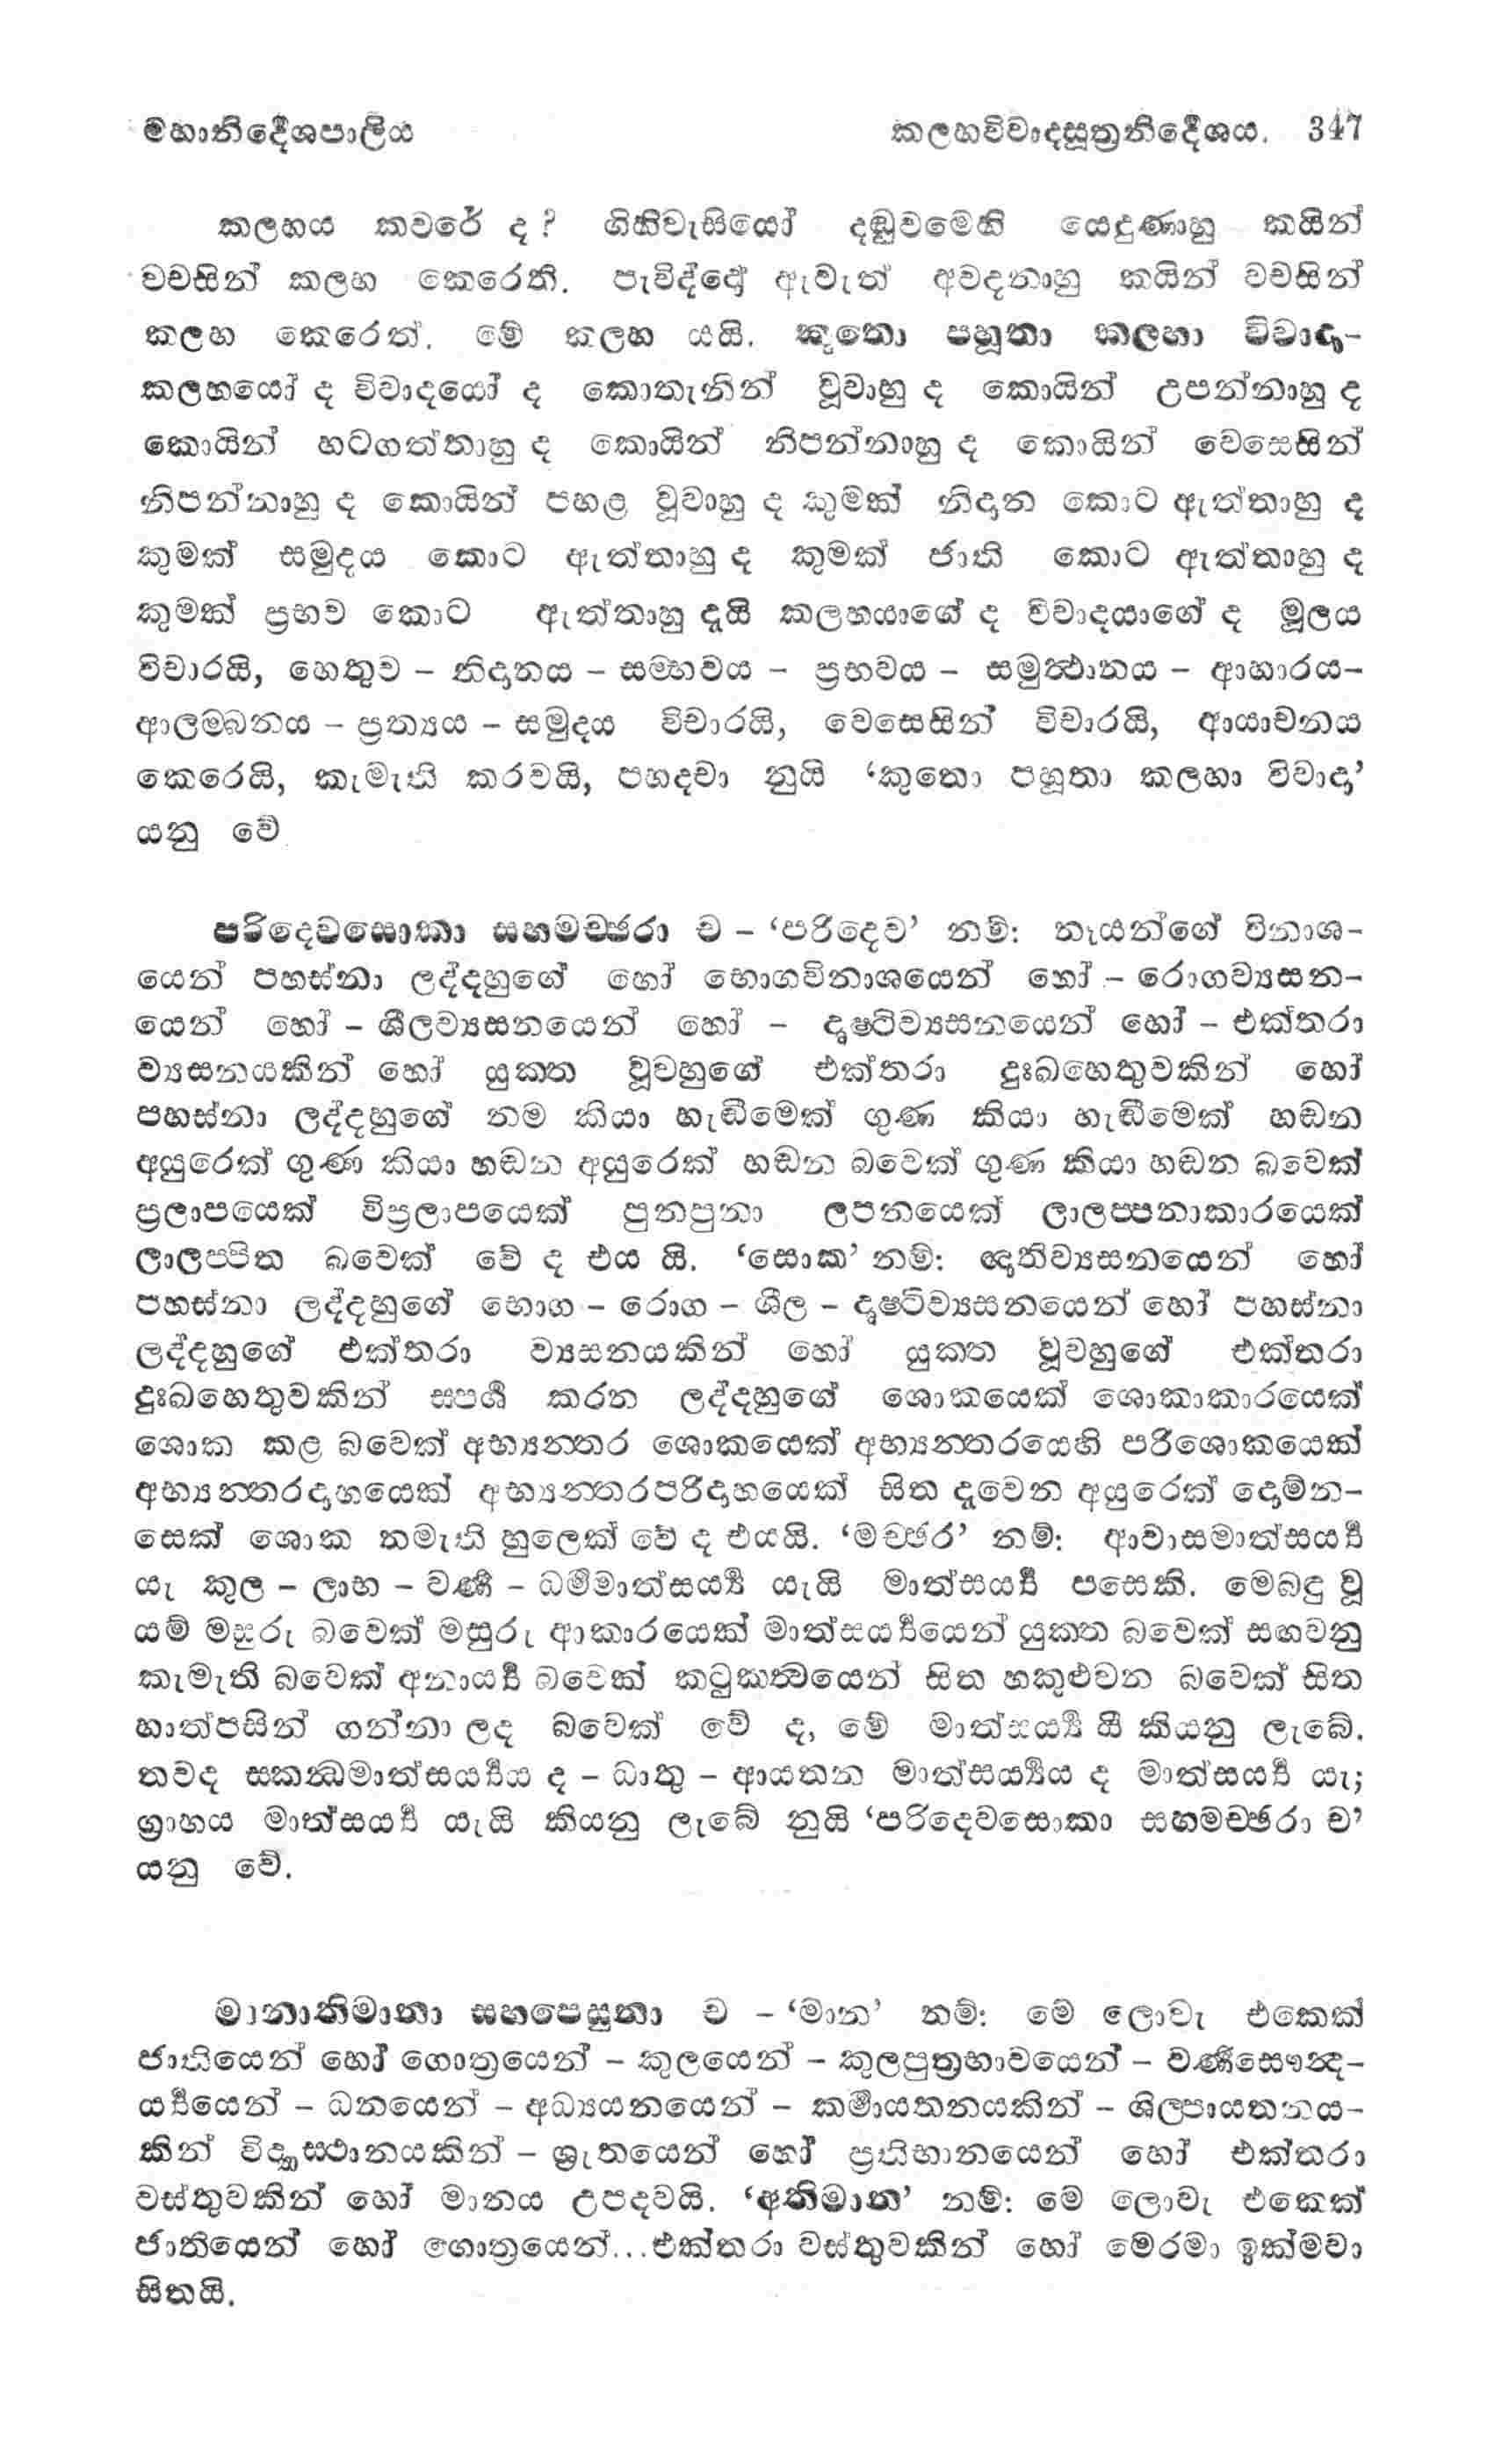 මහානිර්දේශපාලිය කලහවිවාදසූත්‍රනිර්දේශය. 347
කලහය කවරේ ද? ගිහිවැසියෝ දඬුවමෙහි යෙදුණාහු කයින්
වචසින් කලහ කෙරෙති. පැවිද්දෝ ඇවැත් අවදනාහු කයින් වචසින්
කලහ කෙරෙත්. මේ කලහ යයි. කුතො පහූතා කලහා විවාදා-
කලහයෝ ද විවාදයෝ ද කොතැනින් වූවාහු ද කොයින් උපන්නාහු ද
කොයින් හටගත්තාහු ද කොයින් නිපන්නාහු ද කොයින් වෙසෙසින්
නිපන්නාහු ද කොයින් පහළ වූවාහු ද කුමක් නිදාන කොට ඇත්තාහු ද
කුමක් සමුදය කොට ඇත්තාහු ද කුමක් ජාති කොට ඇත්තාහු ද
කුමක් ප්‍රභව කොට ඇත්තාහු දැයි කලහයාගේ ද විවාදයාගේ ද මූලය
විචාරයි, හෙතුව – නිදානය – සම්භවය – ප්‍රභවය – සමුත්‍ථානය – ආහාරය-
ආලම්බනය – ප්‍රත්‍යය – සමුදය විචාරයි, වෙසෙසින් විචාරයි, ආයාචනය
කෙරෙයි, කැමැති කරවයි, පහදවා නුයි ‘කුතො පහූතා කලහා විවාදා’
යනු වේ
පරිදෙවසොකා සහමච්ඡරා ච – ‘පරිදෙව’ නම්: නෑයන්ගේ විනාශ-
යෙන් පහස්නා ලද්දහුගේ හෝ භොගවිනාශයෙන් හෝ – රොගව්‍යසන-
යෙන් හෝ – ශීලව්‍යසනයෙන් හෝ – දෘෂ්ටිව්‍යසනයෙන් හෝ – එක්තරා
ව්‍යසනයකින් හෝ යුක්ත වූවහුගේ එක්තරා දුඃඛහෙතුවකින් හෝ
පහස්නා ලද්දහුගේ නම කියා හැඬීමෙක් ගුණ කියා හැඬීමෙක් හඬන
අයුරෙක් ගුණ කියා හඬන අයුරෙක් හඬන බවෙක් ගුණ කියා හඬන බවෙක්
ප්‍රලාපයෙක් විප්‍රලාපයෙක් පුනපුනා ලපනයෙක් ලාලප්පනාකාරයෙක්
ලාලප්පිත බවෙක් වේ ද එය යි. ‘සොක’ නම්: ඥාතිව්‍යසනයෙන් හෝ
පහස්නා ලද්දහුගේ භොග – රොග – ශීල – දෘෂ්ටිව්‍යසනයෙන් හෝ පහස්නා
ලද්දහුගේ එක්තරා ව්‍යසනයකින් හෝ යුක්ත වූවහුගේ එක්තරා
දුඃඛහෙතුවකින් ස්පර්ශ කරන ලද්දහුගේ ශොකයෙක් ශොකාකාරයෙක්
ශොක කළ බවෙක් අභ්‍යන්තර ශොකයෙක් අභ්‍යන්තරයෙහි පරිශොකයෙක්
අභ්‍යන්තරදාහයෙක් අභ්‍යන්තරපරිදාහයෙක් සිත දැවෙන අයුරෙක් දොම්න-
සෙක් ශොක තමැති හුලෙක් වේ ද එයයි. ‘මච්ඡර’ නම්: ආවාසමාත්සර්‍ය්‍ය
යැ කුල – ලාභ – වර්ණ – ධර්මමාත්සර්‍ය්‍ය යැයි මාත්සර්‍ය්‍ය පසෙකි. මෙබඳු වූ
යම් මසුරු බවෙක් මසුරු ආකාරයෙක් මාත්සර්‍ය්‍යයෙන් යුක්ත බවෙක් සඟවනු
කැමැති බවෙක් අනාර්‍ය්‍ය බවෙක් කටුකත්‍වයෙන් සිත හකුළුවන බවෙක් සිත
හාත්පසින් ගන්නා ලද බවෙක් වේ ද, මේ මාත්සර්‍ය්‍ය යි කියනු ලැබේ.
තවද ස්කන්‍ධමාත්සර්‍ය්‍යය ද – ධාතු – ආයතන මාත්සර්‍ය්‍යය ද මාත්සර්‍ය්‍ය යැ;
ග්‍රාහය මාත්සර්‍ය්‍ය යැයි කියනු ලැබේ නුයි ‘පරිදෙවසොකා සහමච්ඡරා ච’
යනු වේ.
මානාතිමානා සහපෙසුනා ච – ‘මාන’ නම්: මෙ ලොවැ එකෙක්
ජාතියෙන් හෝ ගොත්‍රයෙන් – කුලයෙන් – කුලපුත්‍රභාවයෙන් – වර්ණසෞන්‍ද-
ර්‍ය්‍යයෙන් – ධනයෙන් – අධ්‍යයනයෙන් – කර්මායතනයකින් – ශිල්පායතනය-
කින් විද්‍යාස්ථානයකින් – ශ්‍රුතයෙන් හෝ ප්‍රතිභානයෙන් හෝ එක්තරා
වස්තුවකින් හෝ මානය උපදවයි. ‘අතිමාන’ නම්: මෙ ලොවැ එකෙක්
ජාතියෙන් හෝ ගොත්‍රයෙන්...එක්තරා වස්තුවකින් හෝ මෙරමා ඉක්මවා
සිතයි.